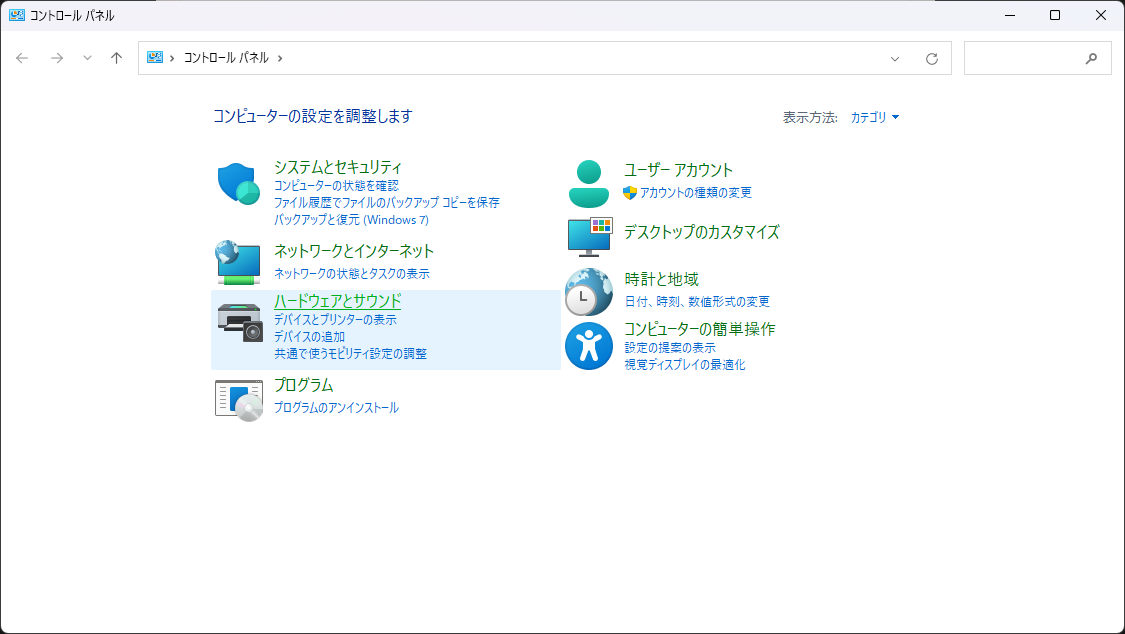 コントロール パネル
コントロール パネル
コンピューターの設定を調整します
表示方法: カテゴリ
システムとセキュリティ
コンピューターの状態を確認
ファイル履歴でファイルのバックアップ コピーを保存
バックアップと復元 (Windows 7)
ネットワークとインターネット
ネットワークの状態とタスクの表示
ハードウェアとサウンド
デバイスとプリンターの表示
デバイスの追加
共通で使うモビリティ設定の調整
プログラム
プログラムのアンインストール
ユーザー アカウント
アカウントの種類の変更
デスクトップのカスタマイズ
時計と地域
日付、時刻、数値形式の変更
コンピューターの簡単操作
設定の提案の表示
視覚ディスプレイの最適化